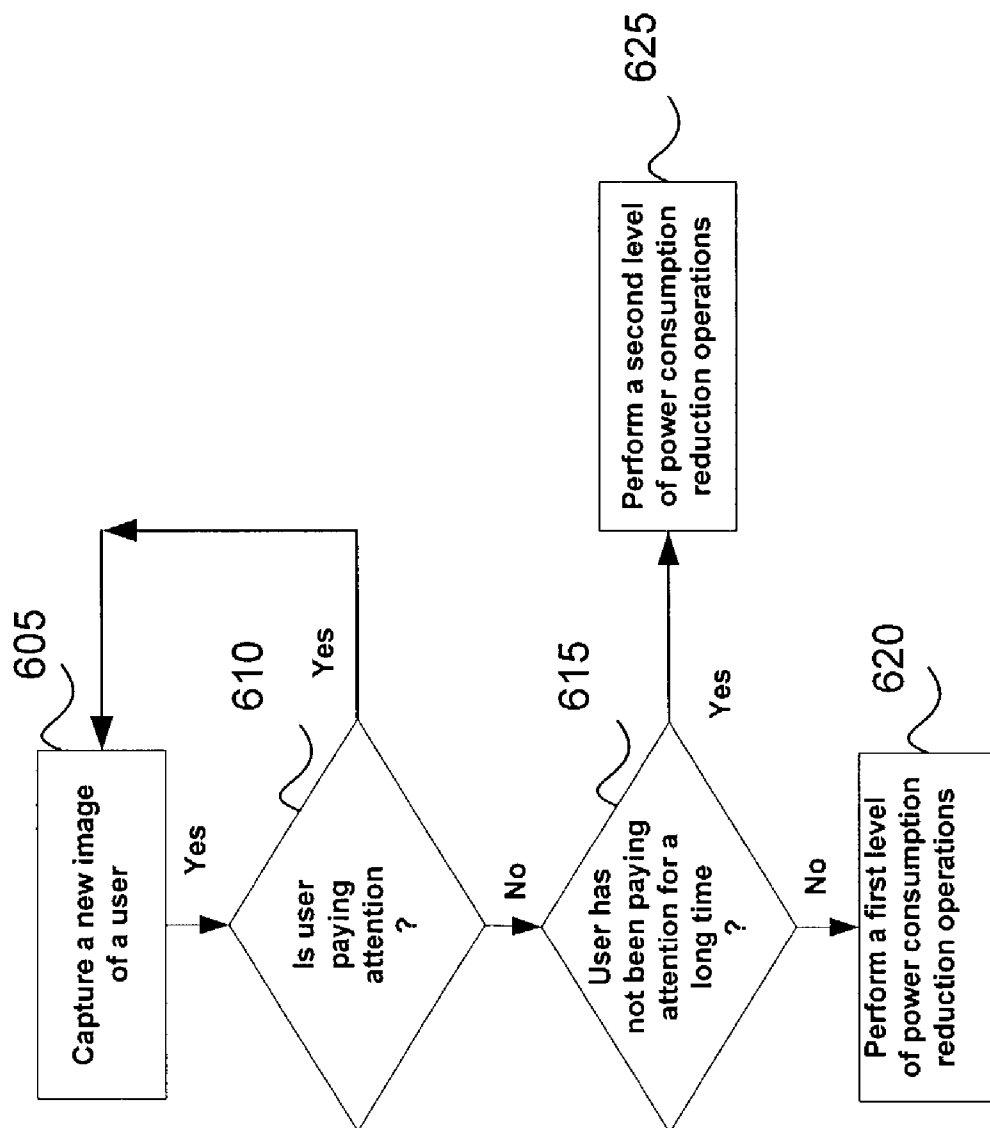 605
Capture a new image
of a user
Yes
610
Is user
paying
attention
?
Yes
No
615
User has
not been paying
attention for a
long time
?
Yes
625
Perform a second level
of power consumption
reduction operations
No
620
Perform a first level
of power consumption
reduction operations